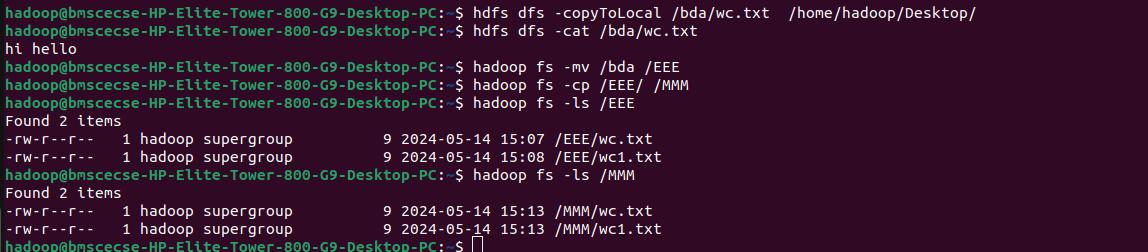 hadoop@bmscecse-HP-Elite-Tower-800-G9-Desktop-PC:~$ hdfs dfs -copyToLocal /bda/wc.txt  /home/hadoop/Desktop/
hadoop@bmscecse-HP-Elite-Tower-800-G9-Desktop-PC:~$ hdfs dfs -cat /bda/wc.txt
hi hello
hadoop@bmscecse-HP-Elite-Tower-800-G9-Desktop-PC:~$ hadoop fs -mv /bda /EEE
hadoop@bmscecse-HP-Elite-Tower-800-G9-Desktop-PC:~$ hadoop fs -cp /EEE/ /MMM
hadoop@bmscecse-HP-Elite-Tower-800-G9-Desktop-PC:~$ hadoop fs -ls /EEE
Found 2 items
-rw-r--r--   1 hadoop supergroup          9 2024-05-14 15:07 /EEE/wc.txt
-rw-r--r--   1 hadoop supergroup          9 2024-05-14 15:08 /EEE/wc1.txt
hadoop@bmscecse-HP-Elite-Tower-800-G9-Desktop-PC:~$ hadoop fs -ls /MMM
Found 2 items
-rw-r--r--   1 hadoop supergroup          9 2024-05-14 15:13 /MMM/wc.txt
-rw-r--r--   1 hadoop supergroup          9 2024-05-14 15:13 /MMM/wc1.txt
hadoop@bmscecse-HP-Elite-Tower-800-G9-Desktop-PC:~$